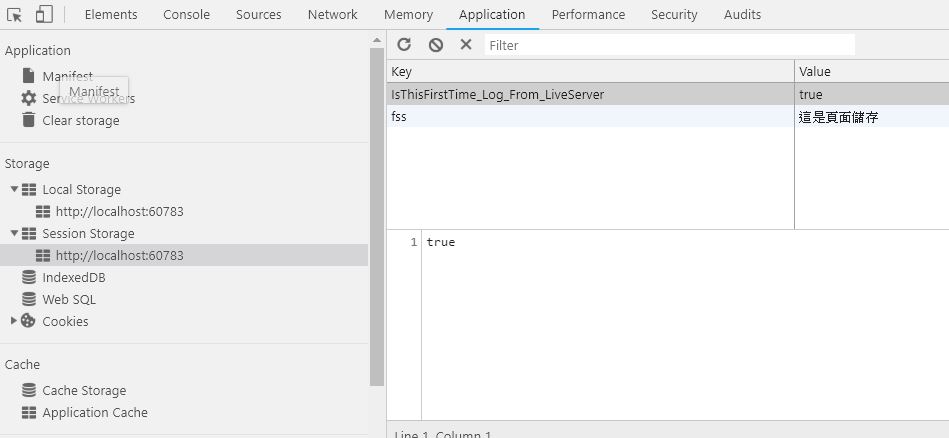 Elements Console Sources Network Memory Application Performance Security Audits
Application
Manifest
Manifest
Service Workers
Clear storage
Storage
Local Storage
http://localhost:60783
Session Storage
http://localhost:60783
IndexedDB
Web SQL
Cookies
Cache
Cache Storage
Application Cache
Filter
Key Value
IsThisFirstTime_Log_From_LiveServer true
fss 這是頁面儲存
1 true
Line 1, Column 1